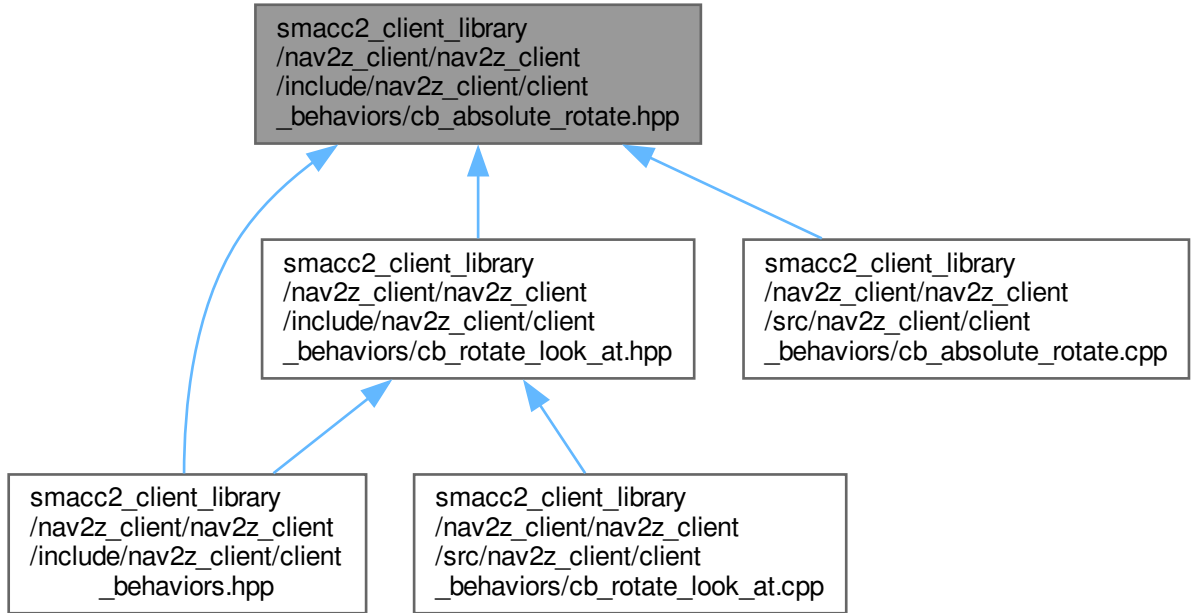 smacc2_client_library
/nav2z_client/nav2z_client
/include/nav2z_client/client
_behaviors/cb_absolute_rotate.hpp
smacc2_client_library
/nav2z_client/nav2z_client
/include/nav2z_client/client
_behaviors/cb_rotate_look_at.hpp
smacc2_client_library
/nav2z_client/nav2z_client
/src/nav2z_client/client
_behaviors/cb_absolute_rotate.cpp
smacc2_client_library
/nav2z_client/nav2z_client
/include/nav2z_client/client
_behaviors.hpp
smacc2_client_library
/nav2z_client/nav2z_client
/src/nav2z_client/client
_behaviors/cb_rotate_look_at.cpp